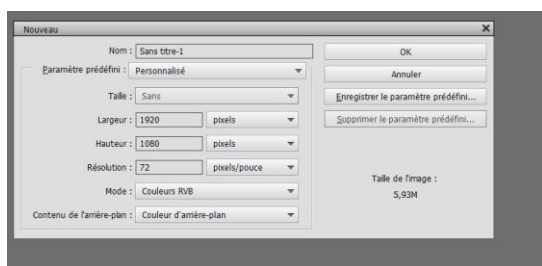 Nouveau
Nom : Sans titre-1
Paramètre prédéfini : Personnalisé
Taille : Sans
Largeur : 1920 pixels
Hauteur : 1080 pixels
Résolution : 72 pixels/pouce
Mode : Couleurs RVB
Contenu de l'arrière-plan : Couleur d'arrière-plan
OK
Annuler
Enregistrer le paramètre prédéfini...
Supprimer le paramètre prédéfini...
Taille de l'image :
5,93M